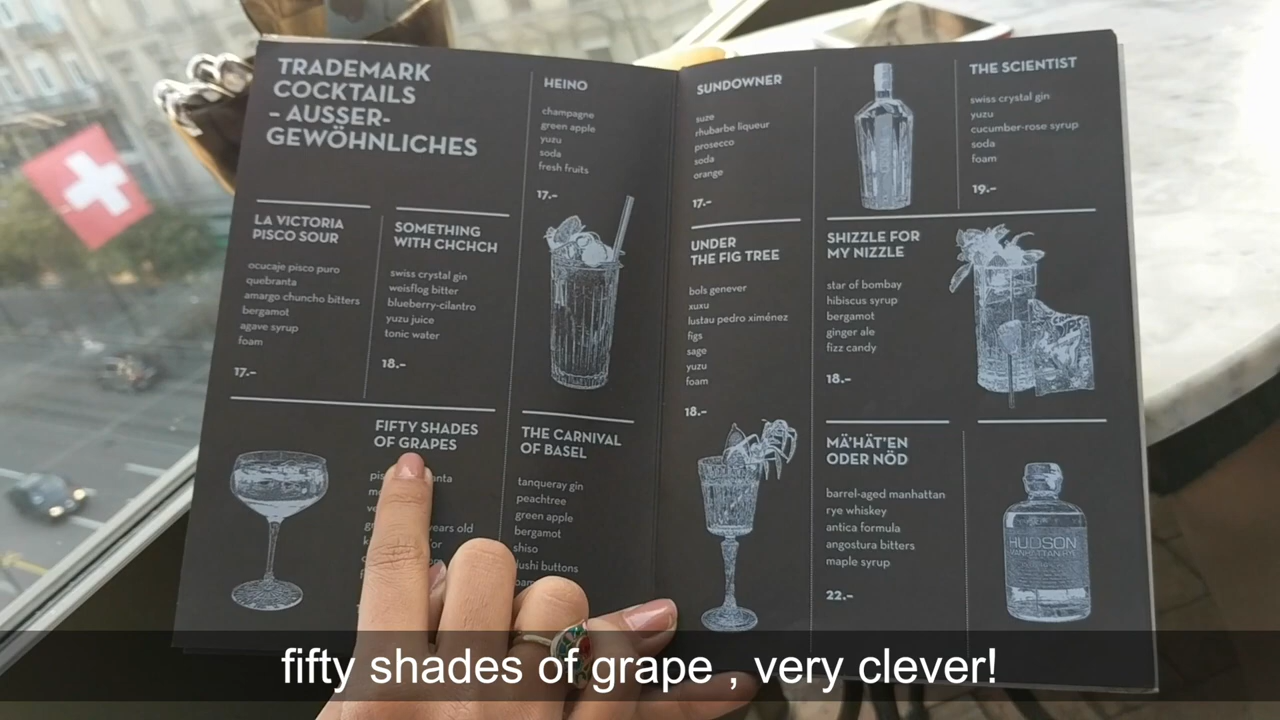 TRADEMARK
COCKTAILS
– AUSSER-
GEWÖHNLICHES
LA VICTORIA
PISCO SOUR
ocucaje pisco puro
quebranta
amargo chuncho bitters
bergamot
agave syrup
foam
17.–
SOMETHING
WITH CHCHCH
swiss crystal gin
weisflog bitter
blueberry-cilantro
yuzu juice
tonic water
18.–
HEINO
champagne
green apple
yuzu
soda
fresh fruits
17.–
FIFTY SHADES
OF GRAPES
years old
THE CARNIVAL
OF BASEL
tanqueray gin
peachtree
green apple
bergamot
shiso
buttons
SUNDOWNER
suze
rhubarbe liqueur
prosecco
soda
orange
17.–
UNDER
THE FIG TREE
bols genever
xuxu
lustau pedro ximénez
figs
sage
yuzu
foam
18.–
THE SCIENTIST
swiss crystal gin
yuzu
cucumber-rose syrup
soda
foam
19.–
SHIZZLE FOR
MY NIZZLE
star of bombay
hibiscus syrup
bergamot
ginger ale
fizz candy
18.–
MÄ'HÄT'EN
ODER NÖD
barrel-aged manhattan
rye whiskey
antica formula
angostura bitters
maple syrup
22.–
HUDSON
MANHATTAN RYE
fifty shades of grape , very clever!